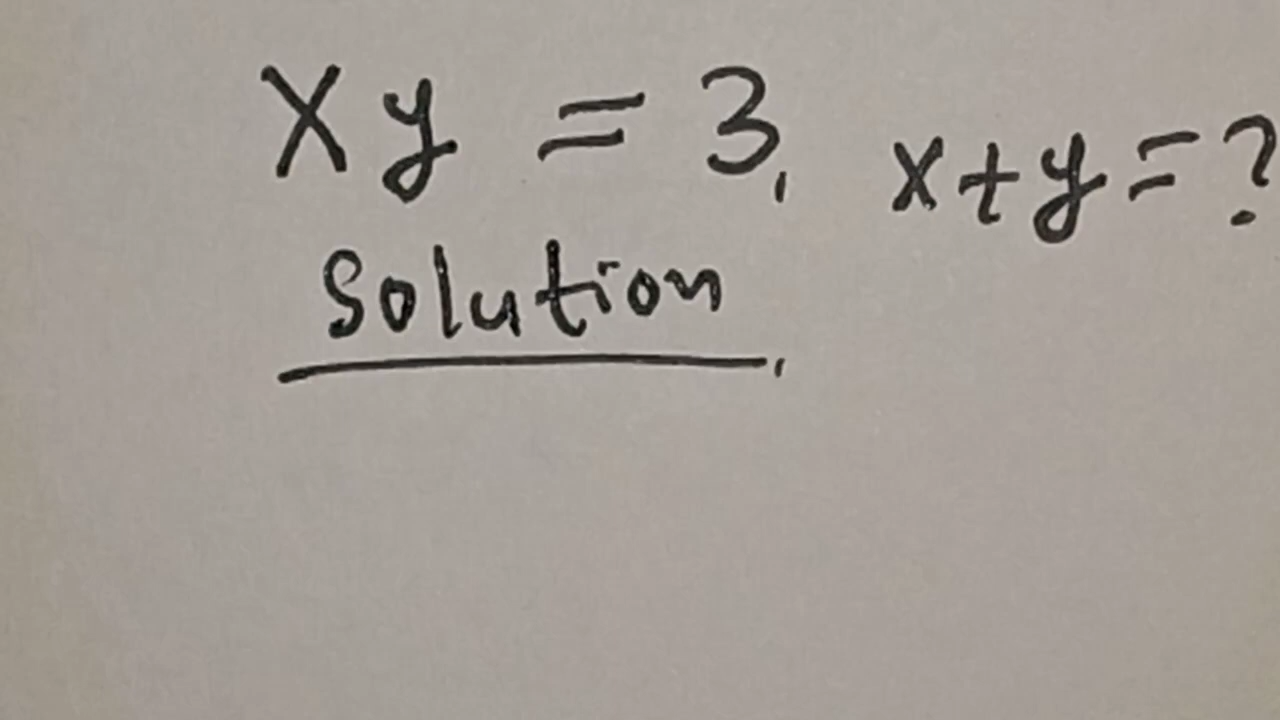 Xy = 3, x+y=?
Solution